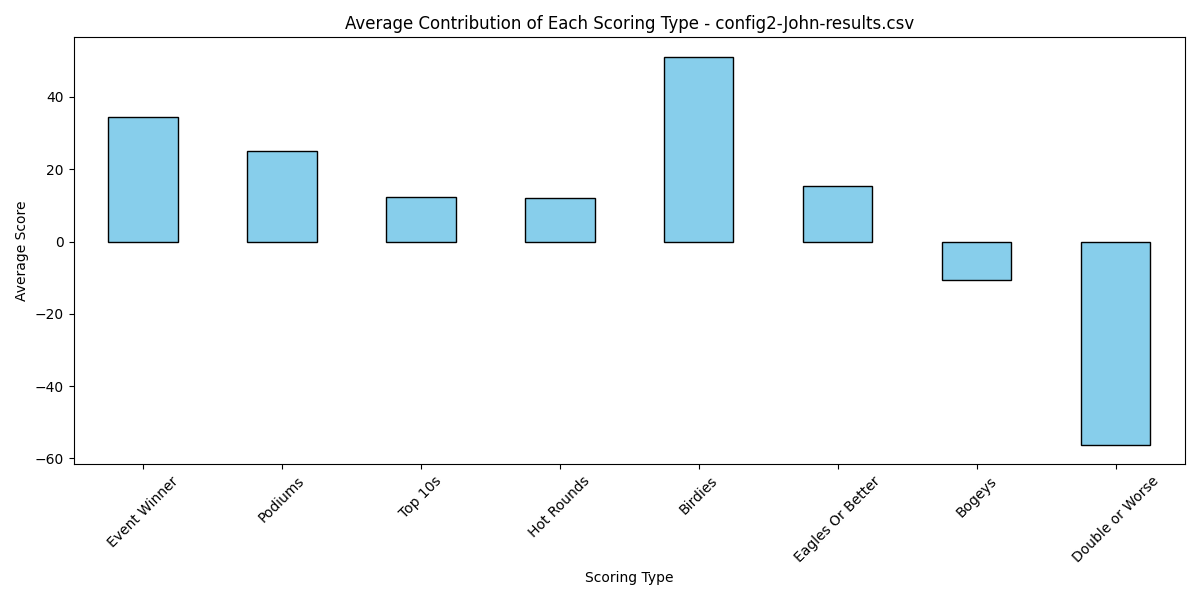 Average Contribution of Each Scoring Type - config2-John-results.csv
Average Score
40
20
0
−20
−40
−60
Event Winner
Podiums
Top 10s
Hot Rounds
Birdies
Eagles Or Better
Bogeys
Double or Worse
Scoring Type